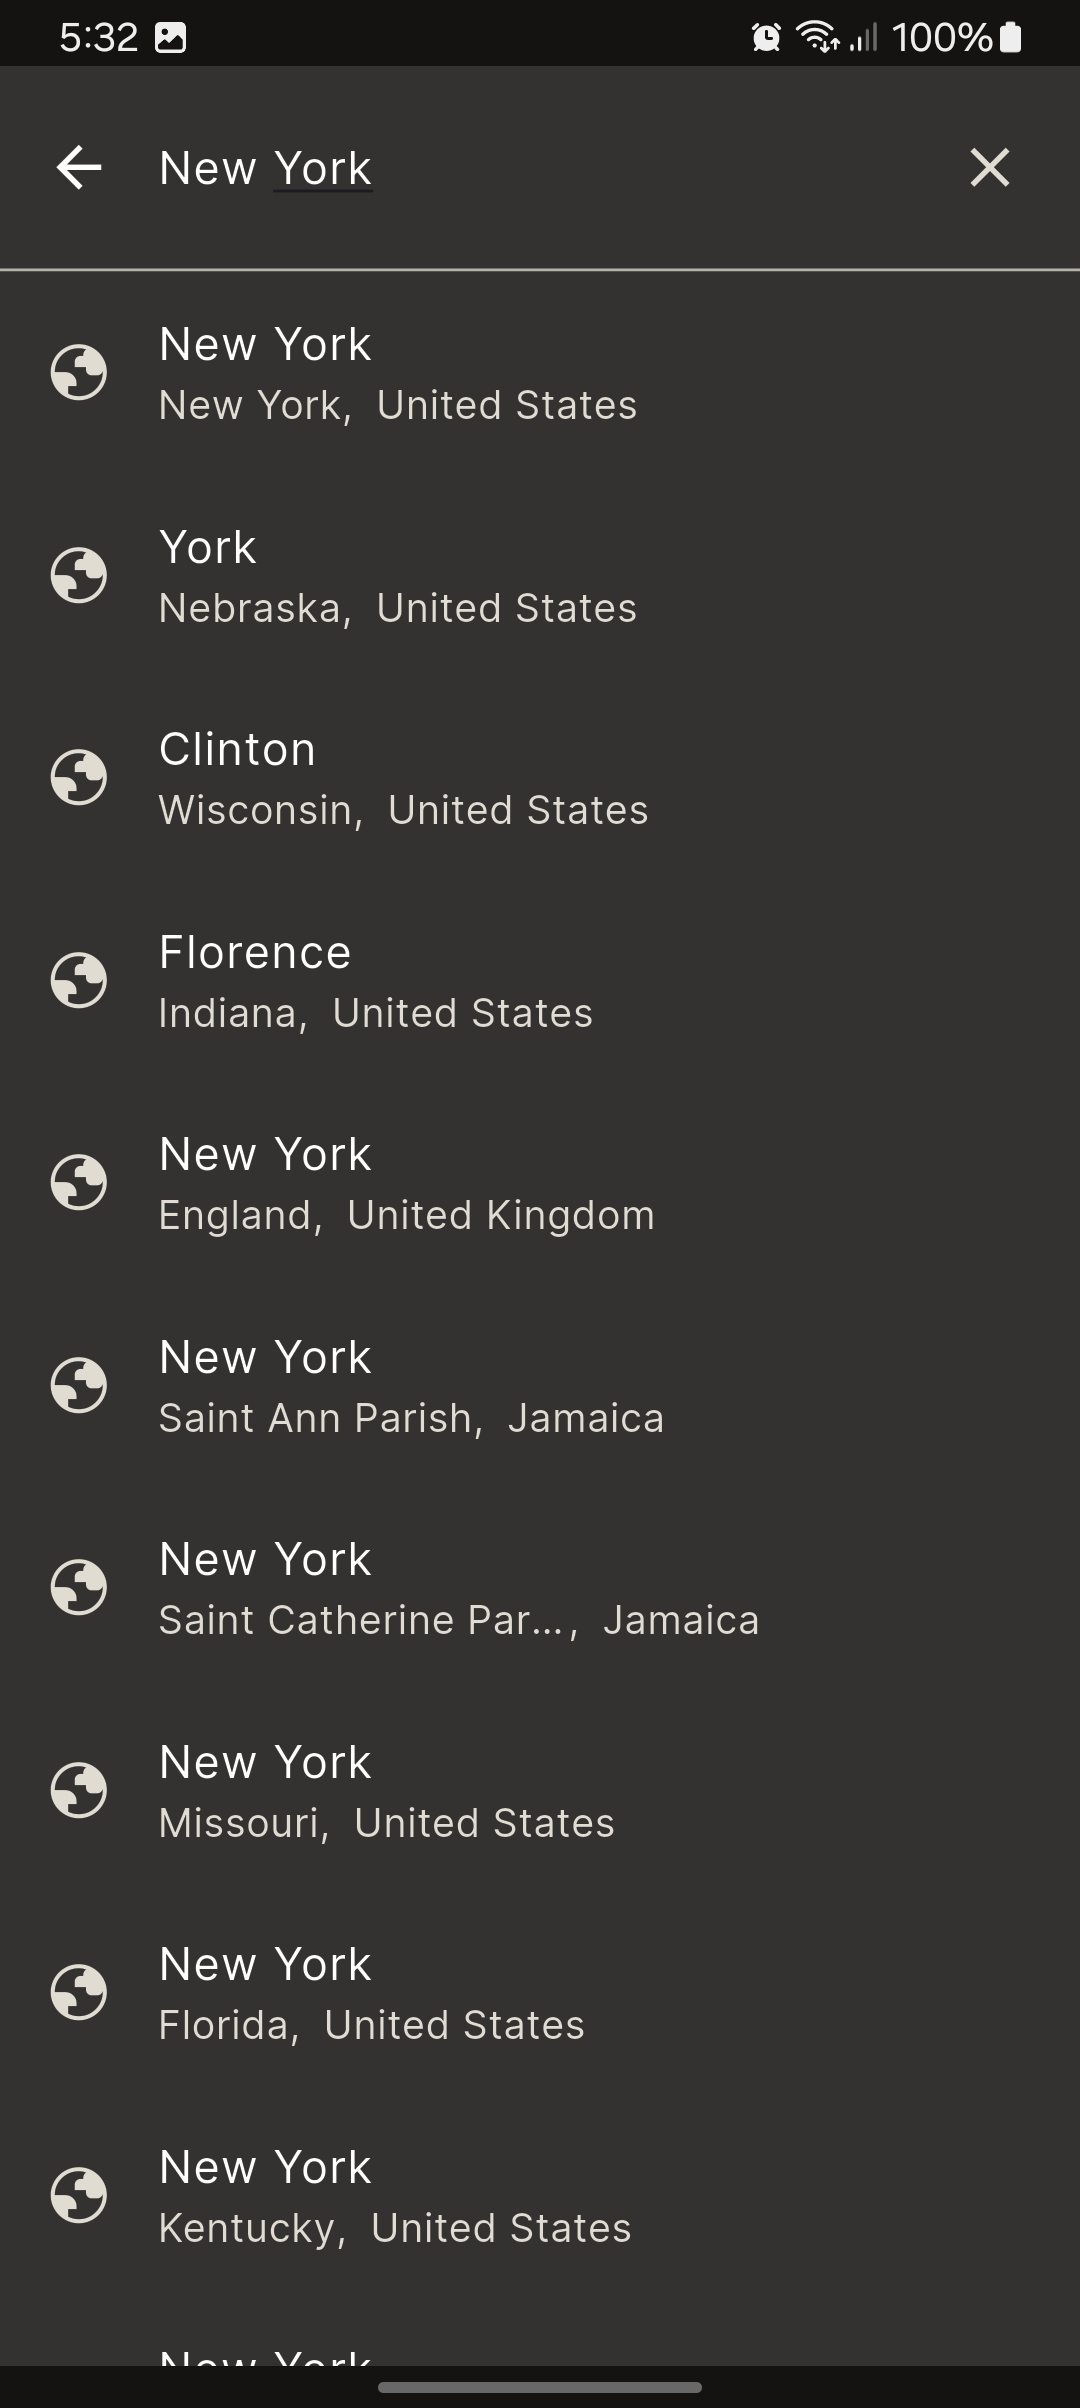 5:32 100%
New York
New York
New York, United States
York
Nebraska, United States
Clinton
Wisconsin, United States
Florence
Indiana, United States
New York
England, United Kingdom
New York
Saint Ann Parish, Jamaica
New York
Saint Catherine Par..., Jamaica
New York
Missouri, United States
New York
Florida, United States
New York
Kentucky, United States
New York